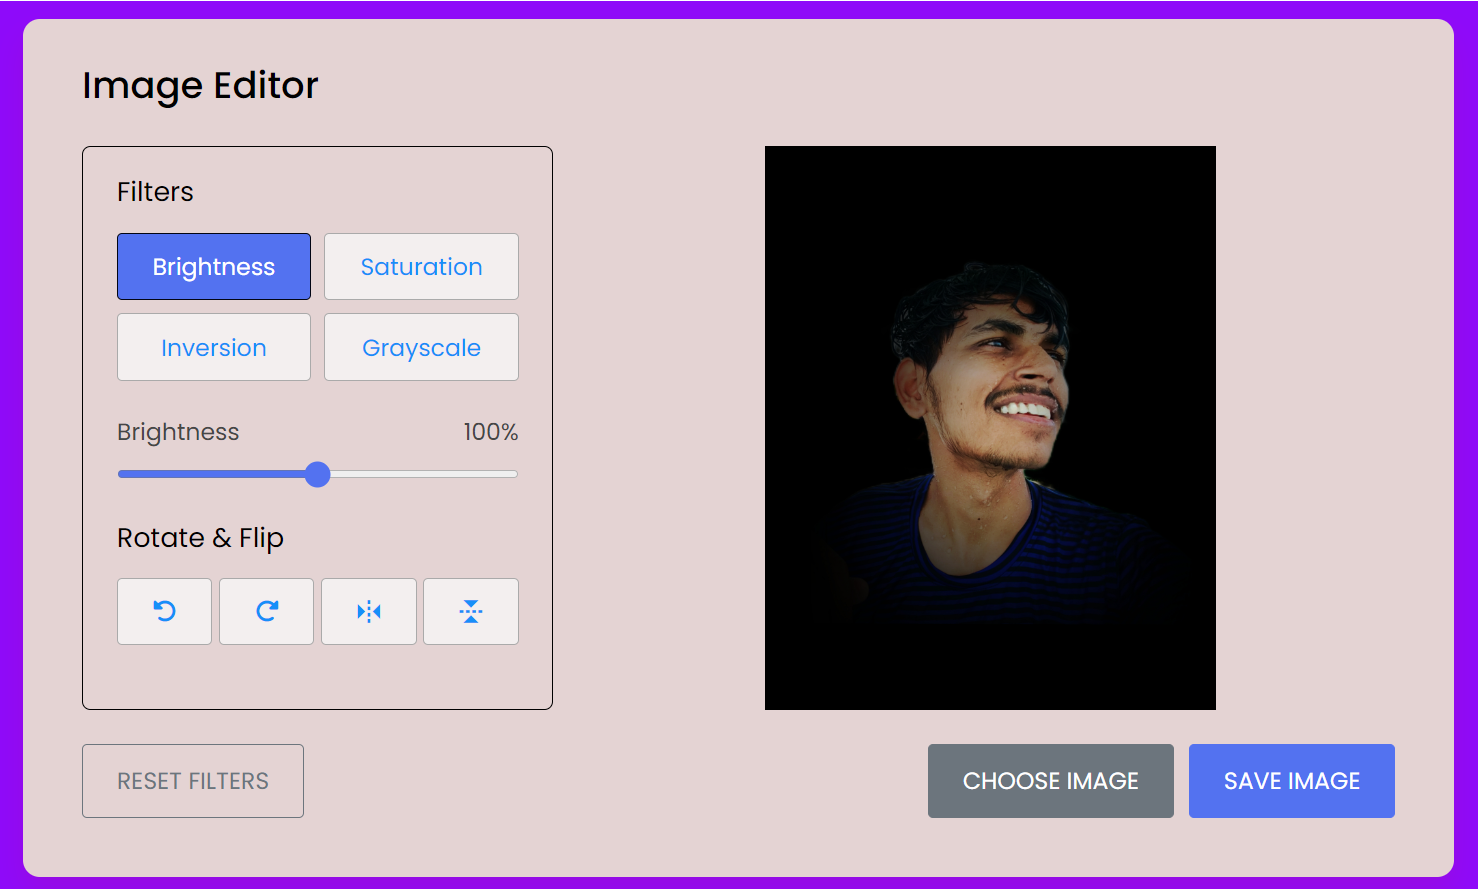 Image Editor
Filters
Brightness
Saturation
Inversion
Grayscale
Brightness 100%
Rotate & Flip
RESET FILTERS
CHOOSE IMAGE
SAVE IMAGE